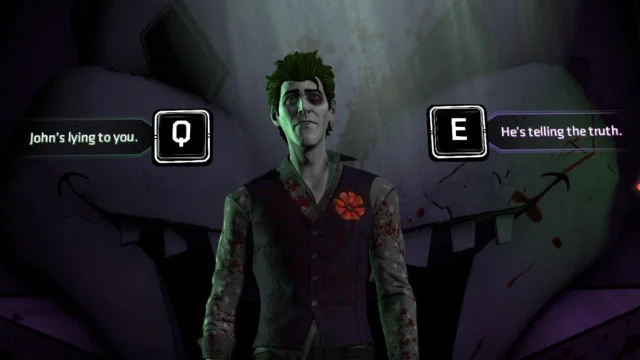 John's lying to you.
Q
E
He's telling the truth.